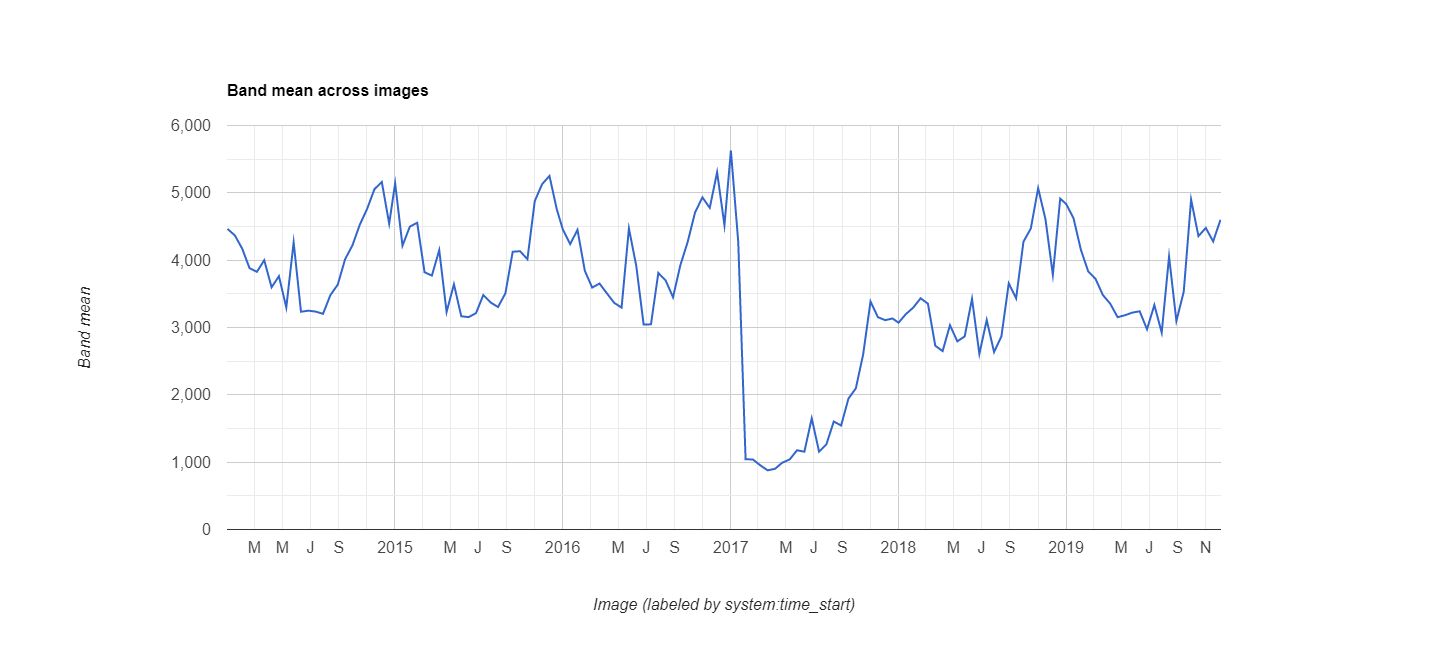 Band mean across images
6,000
5,000
4,000
3,000
2,000
1,000
0
Band mean
M M J S 2015 M J S 2016 M J S 2017 M J S 2018 M J S 2019 M J S N
Image (labeled by system:time_start)